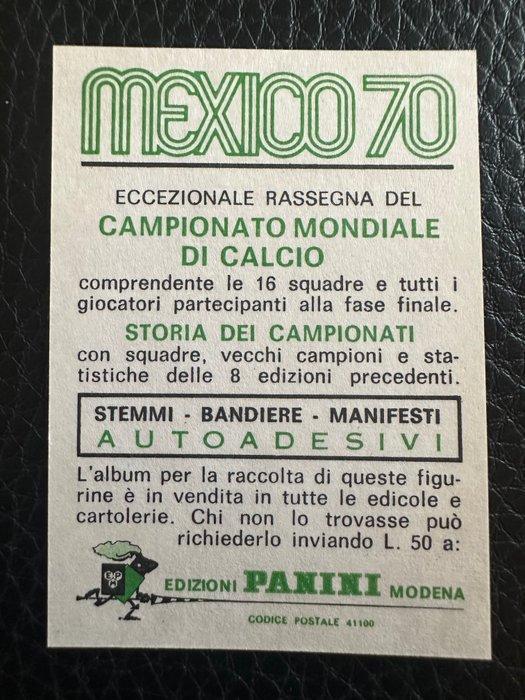 MEXICO 70
ECCEZIONALE RASSEGNA DEL
CAMPIONATO MONDIALE
DI CALCIO
comprendente le 16 squadre e tutti i
giocatori partecipanti alla fase finale.
STORIA DEI CAMPIONATI
con squadre, vecchi campioni e sta-
tistiche delle 8 edizioni precedenti.
STEMMI - BANDIERE - MANIFESTI
AUTOADESIVI
L'album per la raccolta di queste figu-
rine è in vendita in tutte le edicole e
cartolerie. Chi non lo trovasse può
richiederlo inviando L. 50 a:
EPM
EDIZIONI PANINI MODENA
CODICE POSTALE 41100